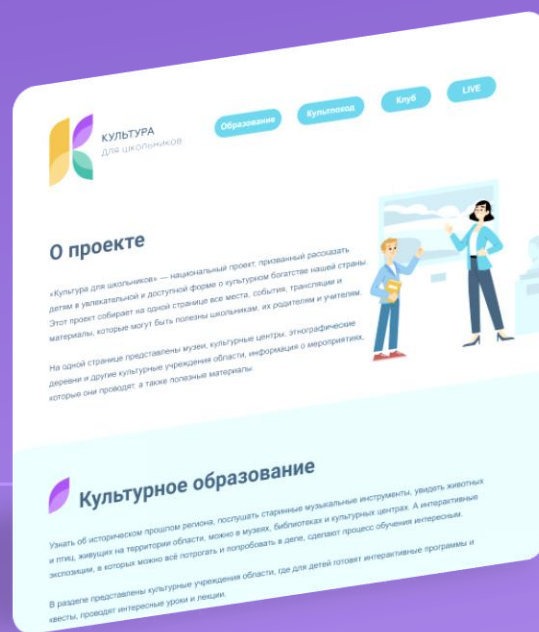 КУЛЬТУРА
ДЛЯ ШКОЛЬНИКОВ
Образование
Культпоход
Клуб
LIVE
О проекте
«Культура для школьников» — национальный проект, призванный рассказать
детям в увлекательной и доступной форме о культурном богатстве нашей страны.
Этот проект собирает на одной странице все места, события, трансляции и
материалы, которые могут быть полезны школьникам, их родителям и учителям.
На одной странице представлены музеи, культурные центры, этнографические
деревни и другие культурные учреждения области, информация о мероприятиях,
которые они проводят, а также полезные материалы.
Культурное образование
Узнать об историческом прошлом региона, послушать старинные музыкальные инструменты, увидеть животных
и птиц, живущих на территории области, можно в музеях, библиотеках и культурных центрах. А интерактивные
экспозиции, в которых можно всё потрогать и попробовать в деле, сделают процесс обучения интересным.
В разделе представлены культурные учреждения области, где для детей готовят интерактивные программы и
квесты, проводят интересные уроки и лекции.